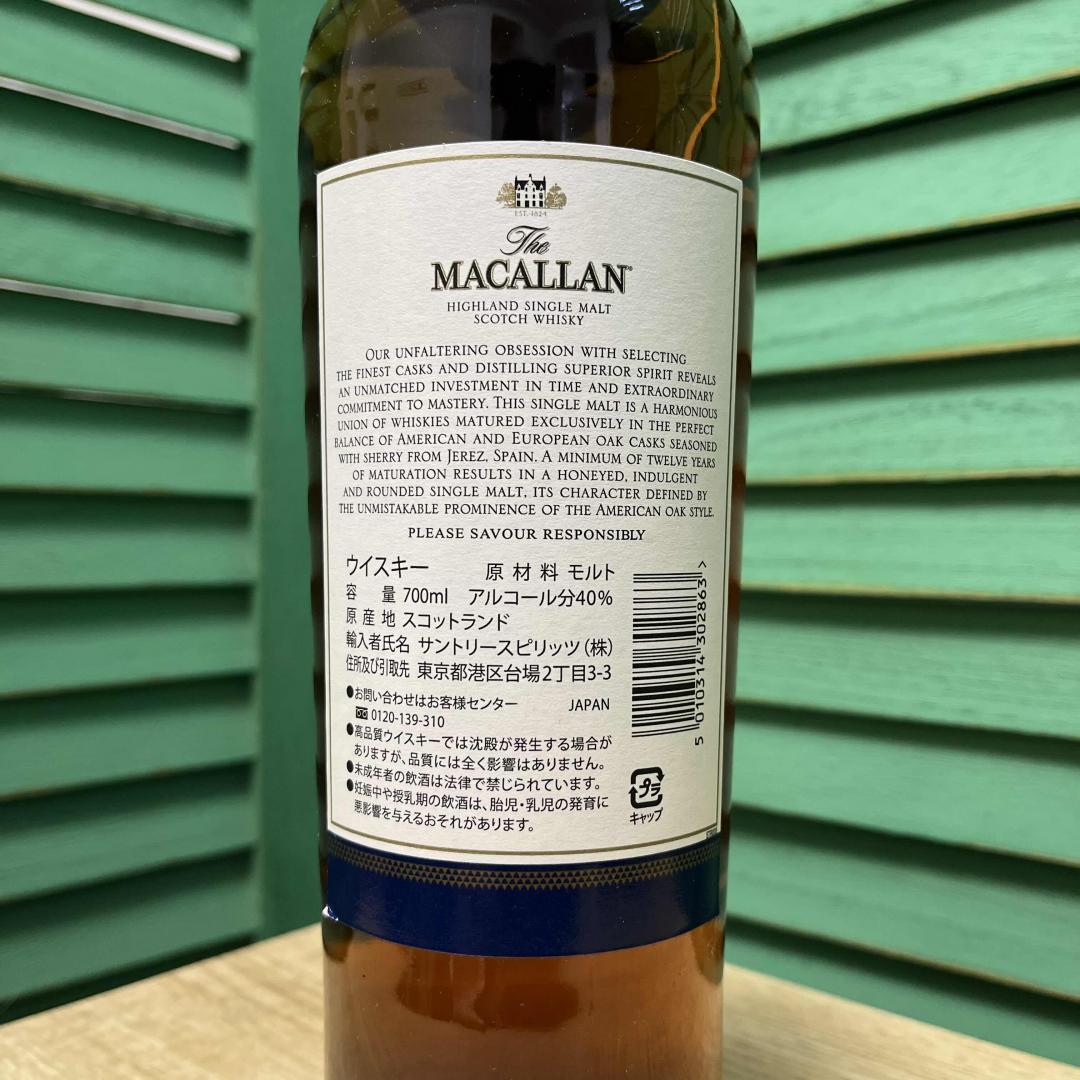 EST. 1824
The
MACALLAN
HIGHLAND SINGLE MALT
SCOTCH WHISKY
OUR UNFALTERING OBSESSION WITH SELECTING
THE FINEST CASKS AND DISTILLING SUPERIOR SPIRIT REVEALS
AN UNMATCHED INVESTMENT IN TIME AND EXTRAORDINARY
COMMITMENT TO MASTERY. THIS SINGLE MALT IS A HARMONIOUS
UNION OF WHISKIES MATURED EXCLUSIVELY IN THE PERFECT
BALANCE OF AMERICAN AND EUROPEAN OAK CASKS SEASONED
WITH SHERRY FROM JEREZ, SPAIN. A MINIMUM OF TWELVE YEARS
OF MATURATION RESULTS IN A HONEYED, INDULGENT
AND ROUNDED SINGLE MALT, ITS CHARACTER DEFINED BY
THE UNMISTAKABLE PROMINENCE OF THE AMERICAN OAK STYLE.
PLEASE SAVOUR RESPONSIBLY
ウイスキー 原材料 モルト
容量 700ml アルコール分40%
原産地 スコットランド
輸入者氏名 サントリースピリッツ(株)
住所及び引取先 東京都港区台場2丁目3-3
●お問い合わせはお客様センター JAPAN
0120-139-310
●高品質ウイスキーでは沈殿が発生する場合が
ありますが、品質には全く影響はありません。
●未成年者の飲酒は法律で禁じられています。
●妊娠中や授乳期の飲酒は、胎児・乳児の発育に
悪影響を与えるおそれがあります。
5 010314 302863 >
プラ
キャップ